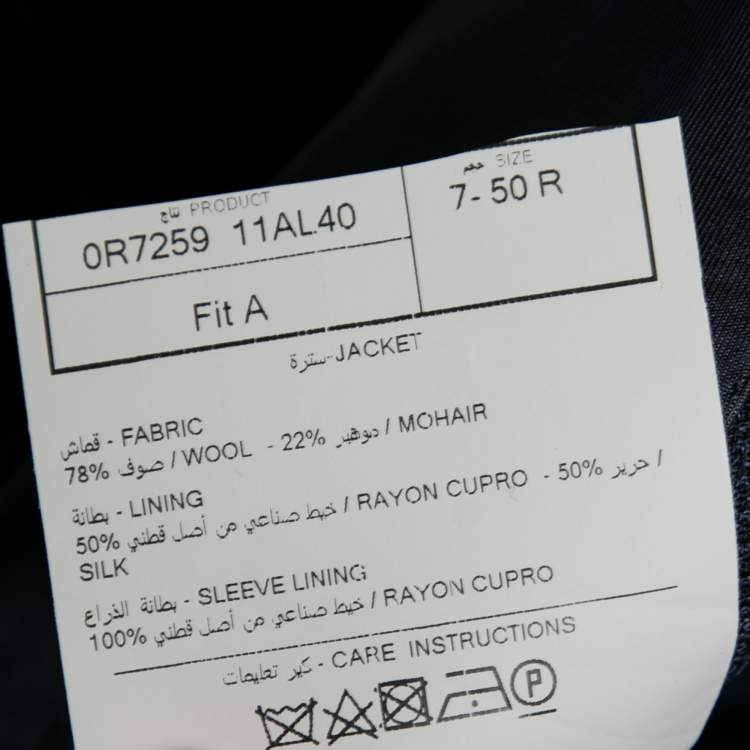 نتاج PRODUCT
0R7259 11AL40
حجم SIZE
7- 50 R
Fit A
سترة-JACKET
قماش - FABRIC
78% صوف / WOOL - 22% موهير / MOHAIR
بطانة - LINING
50% خيط صناعي من أصل قطني / RAYON CUPRO - 50% حرير /
SILK
بطانة الذراع - SLEEVE LINING
100% خيط صناعي من أصل قطني / RAYON CUPRO
كير تعليمات - CARE INSTRUCTIONS
P